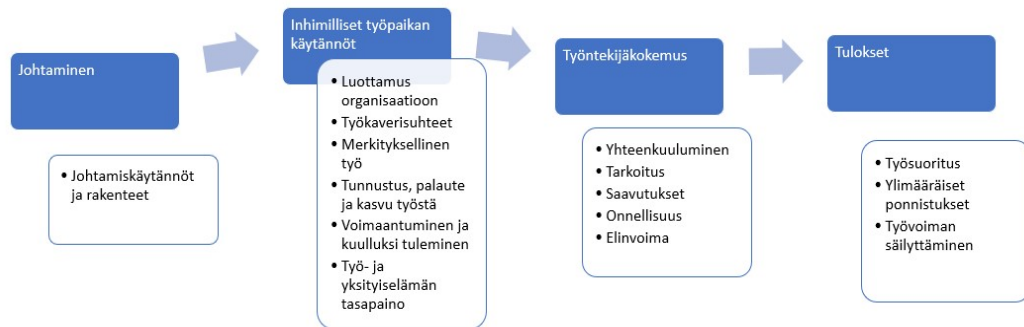 Johtaminen
• Johtamiskäytännöt
ja rakenteet
Inhimilliset työpaikan
käytännöt
• Luottamus
organisaatioon
• Työkaverisuhteet
• Merkityksellinen
työ
• Tunnustus, palaute
ja kasvu työstä
• Voimaantuminen ja
kuulluksi tuleminen
• Työ- ja
yksityiselämän
tasapaino
Työntekijäkokemus
• Yhteenkuuluminen
• Tarkoitus
• Saavutukset
• Onnellisuus
• Elinvoima
Tulokset
• Työsuoritus
• Ylimääräiset
ponnistukset
• Työvoiman
säilyttäminen